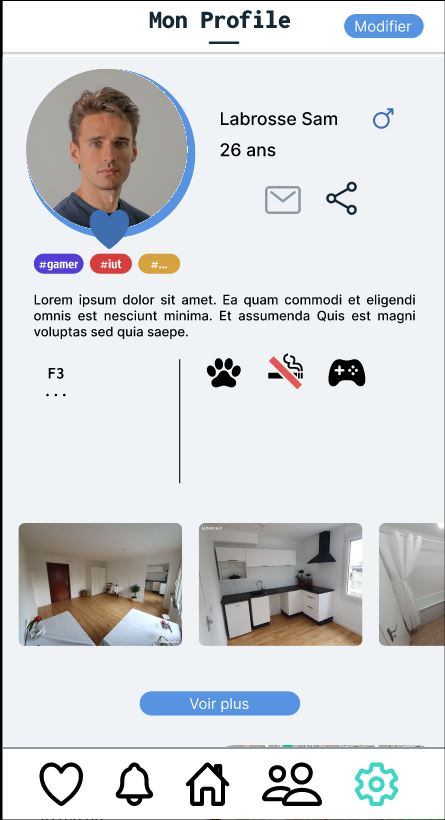 Mon Profile
Modifier
Labrosse Sam
26 ans
#gamer
#iut
#...
Lorem ipsum dolor sit amet. Ea quam commodi et eligendi
omnis est nesciunt minima. Et assumenda Quis est magni
voluptas sed quia saepe.
F3
...
leboncoin
Voir plus